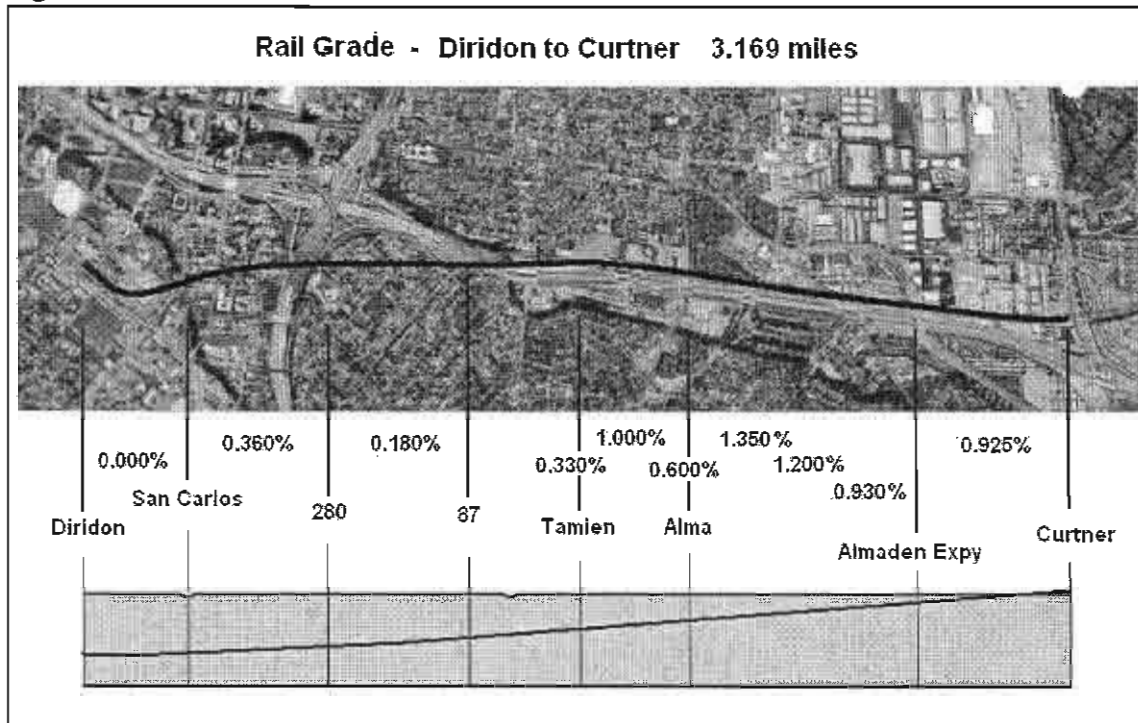 Rail Grade - Diridon to Curtner 3.169 miles
0.000%
0.360%
0.180%
0.330%
1.000%
0.600%
1.350%
1.200%
0.930%
0.925%
Diridon
San Carlos
280
87
Tamien
Alma
Almaden Expy
Curtner